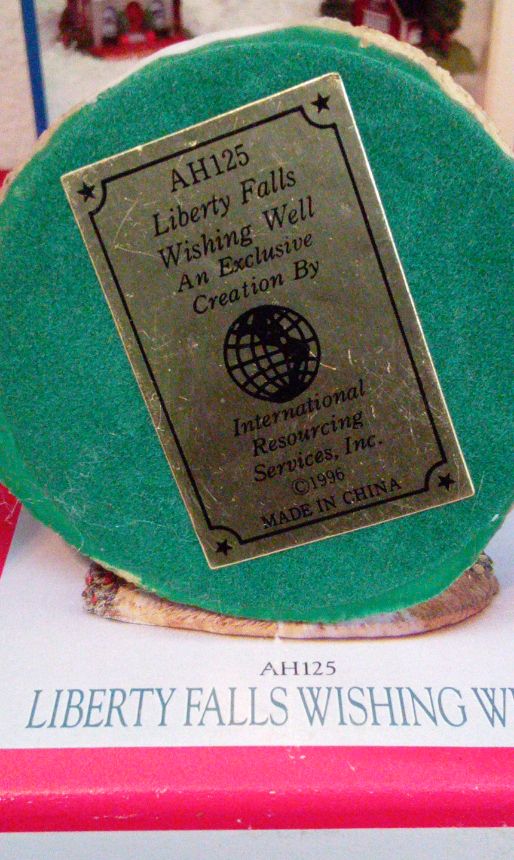 AH125
Liberty Falls
Wishing Well
An Exclusive
Creation By
International
Resourcing
Services, Inc.
©1996
MADE IN CHINA
AH125
LIBERTY FALLS WISHING W